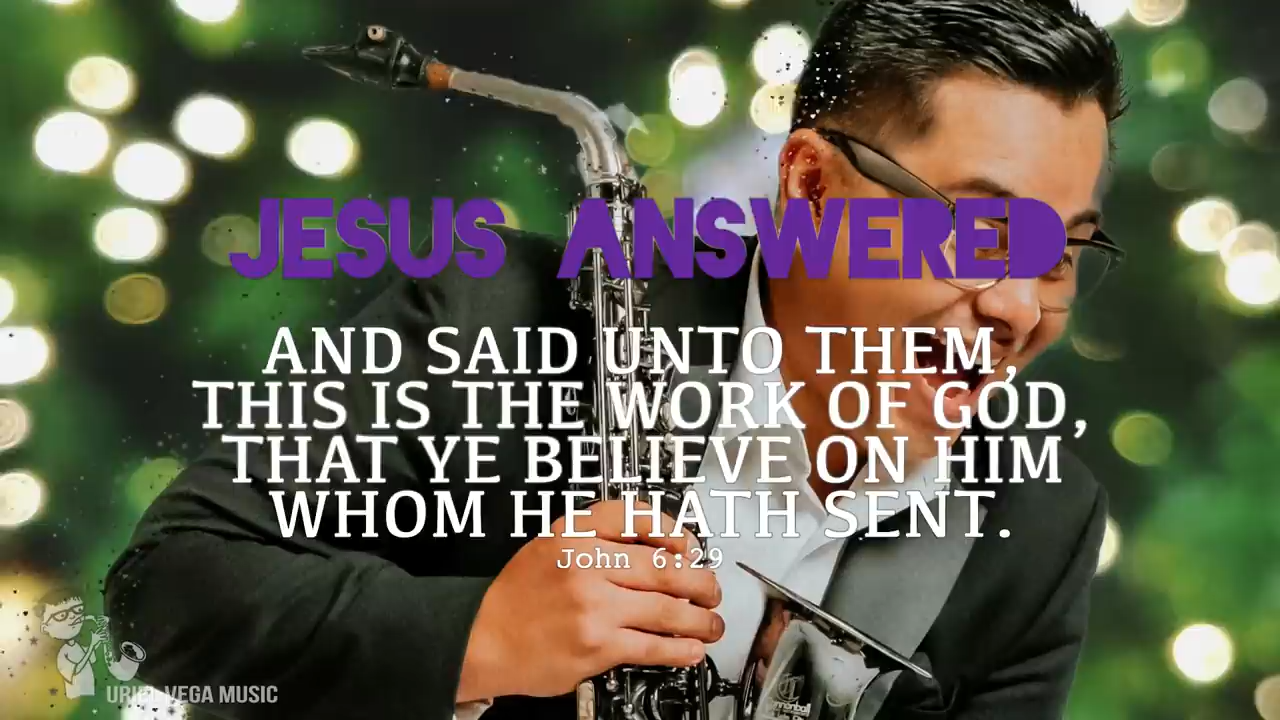 JESUS ANSWERED
AND SAID UNTO THEM,
THIS IS THE WORK OF GOD,
THAT YE BELIEVE ON HIM
WHOM HE HATH SENT.
John 6:29
URIEL VEGA MUSIC